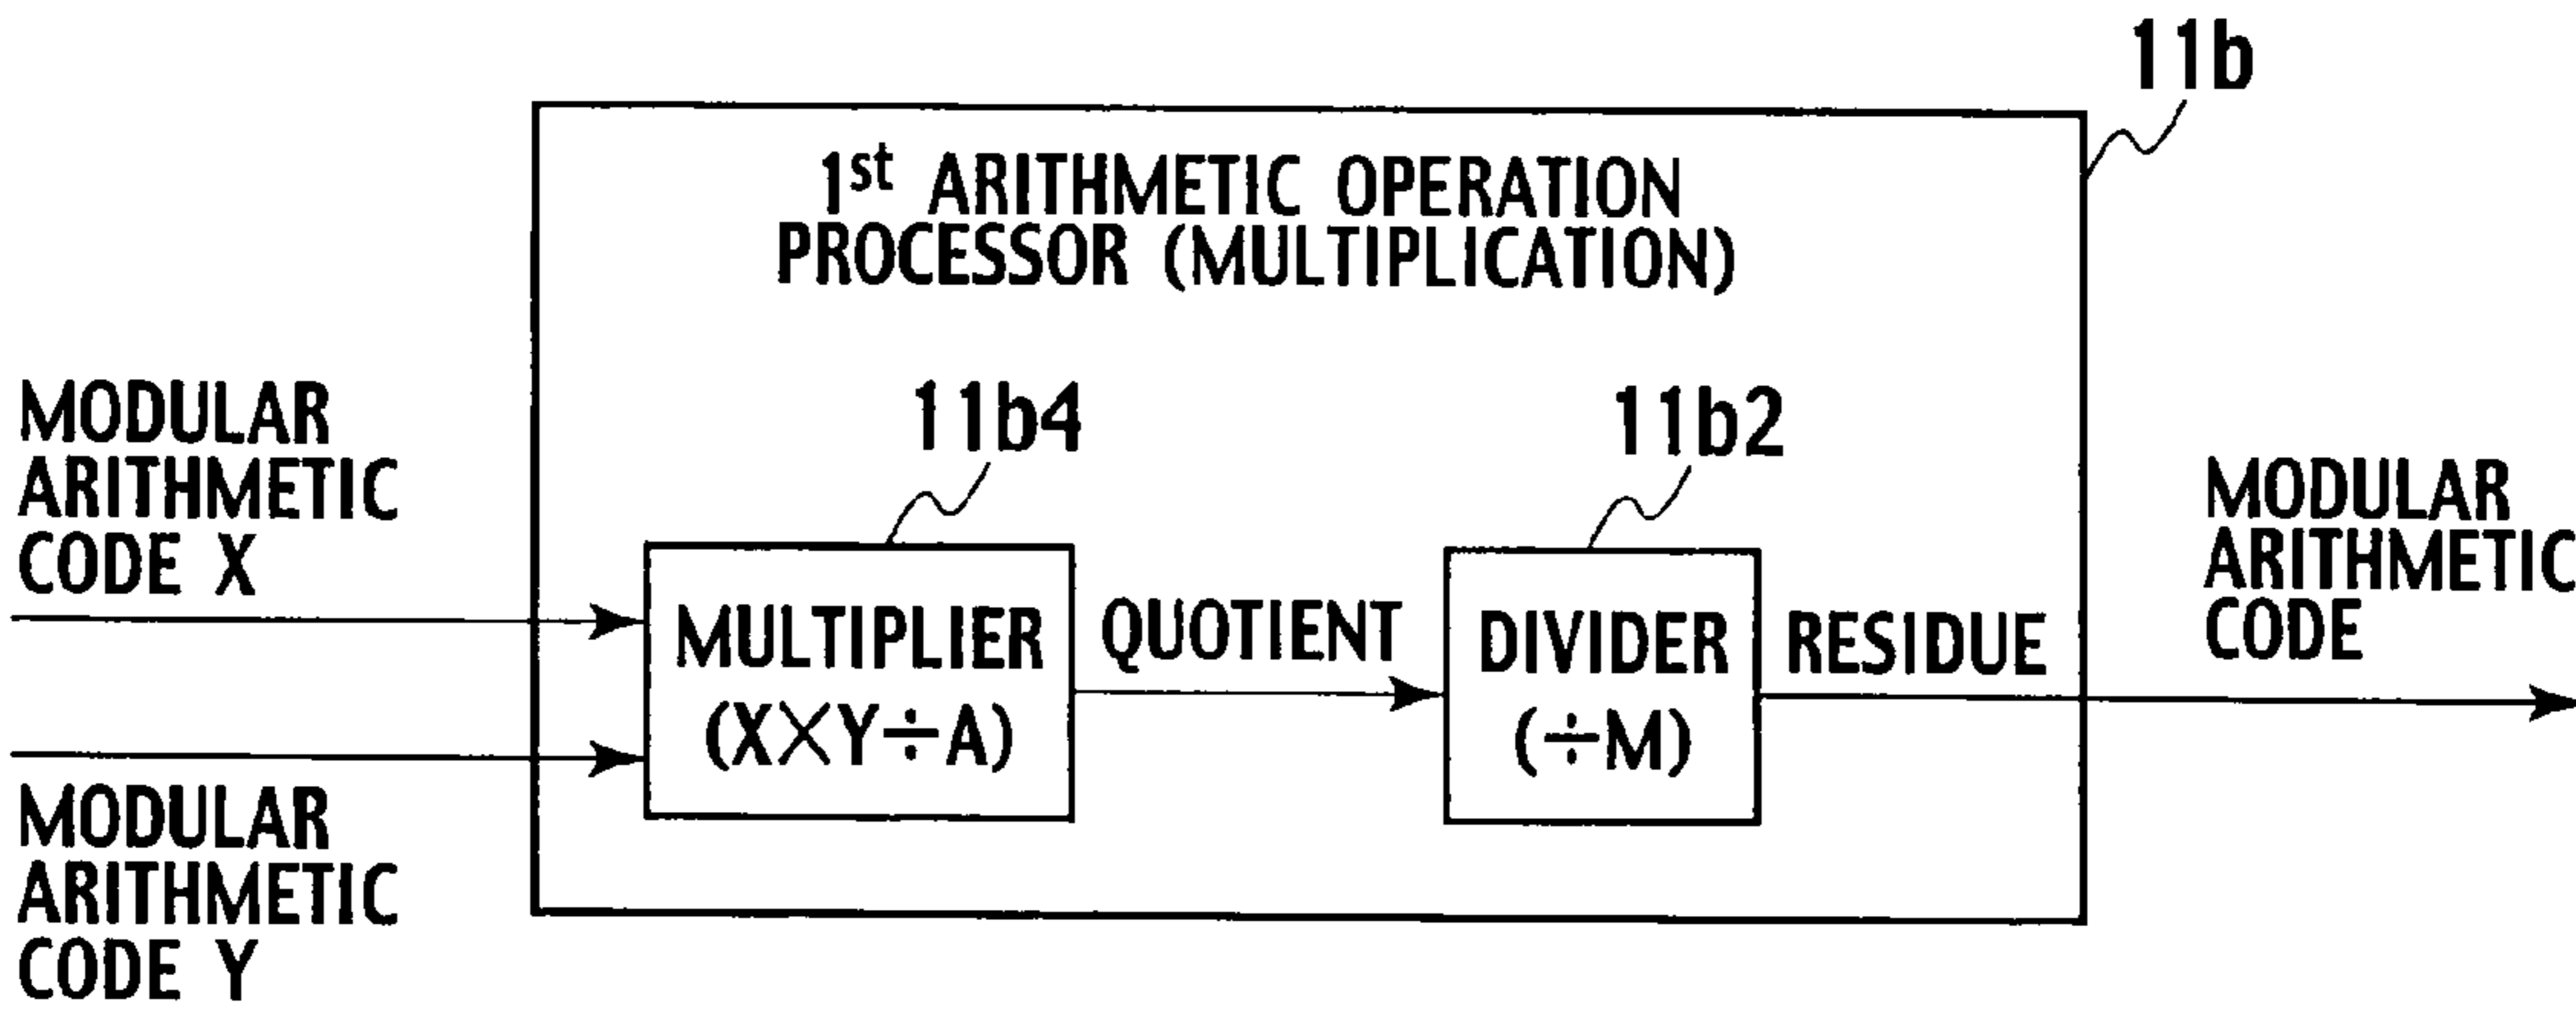 11b
1st ARITHMETIC OPERATION
PROCESSOR (MULTIPLICATION)
MODULAR
ARITHMETIC
CODE X
11b4
11b2
MODULAR
ARITHMETIC
CODE
MULTIPLIER
(X×Y÷A)
QUOTIENT
DIVIDER
(÷M)
RESIDUE
MODULAR
ARITHMETIC
CODE Y